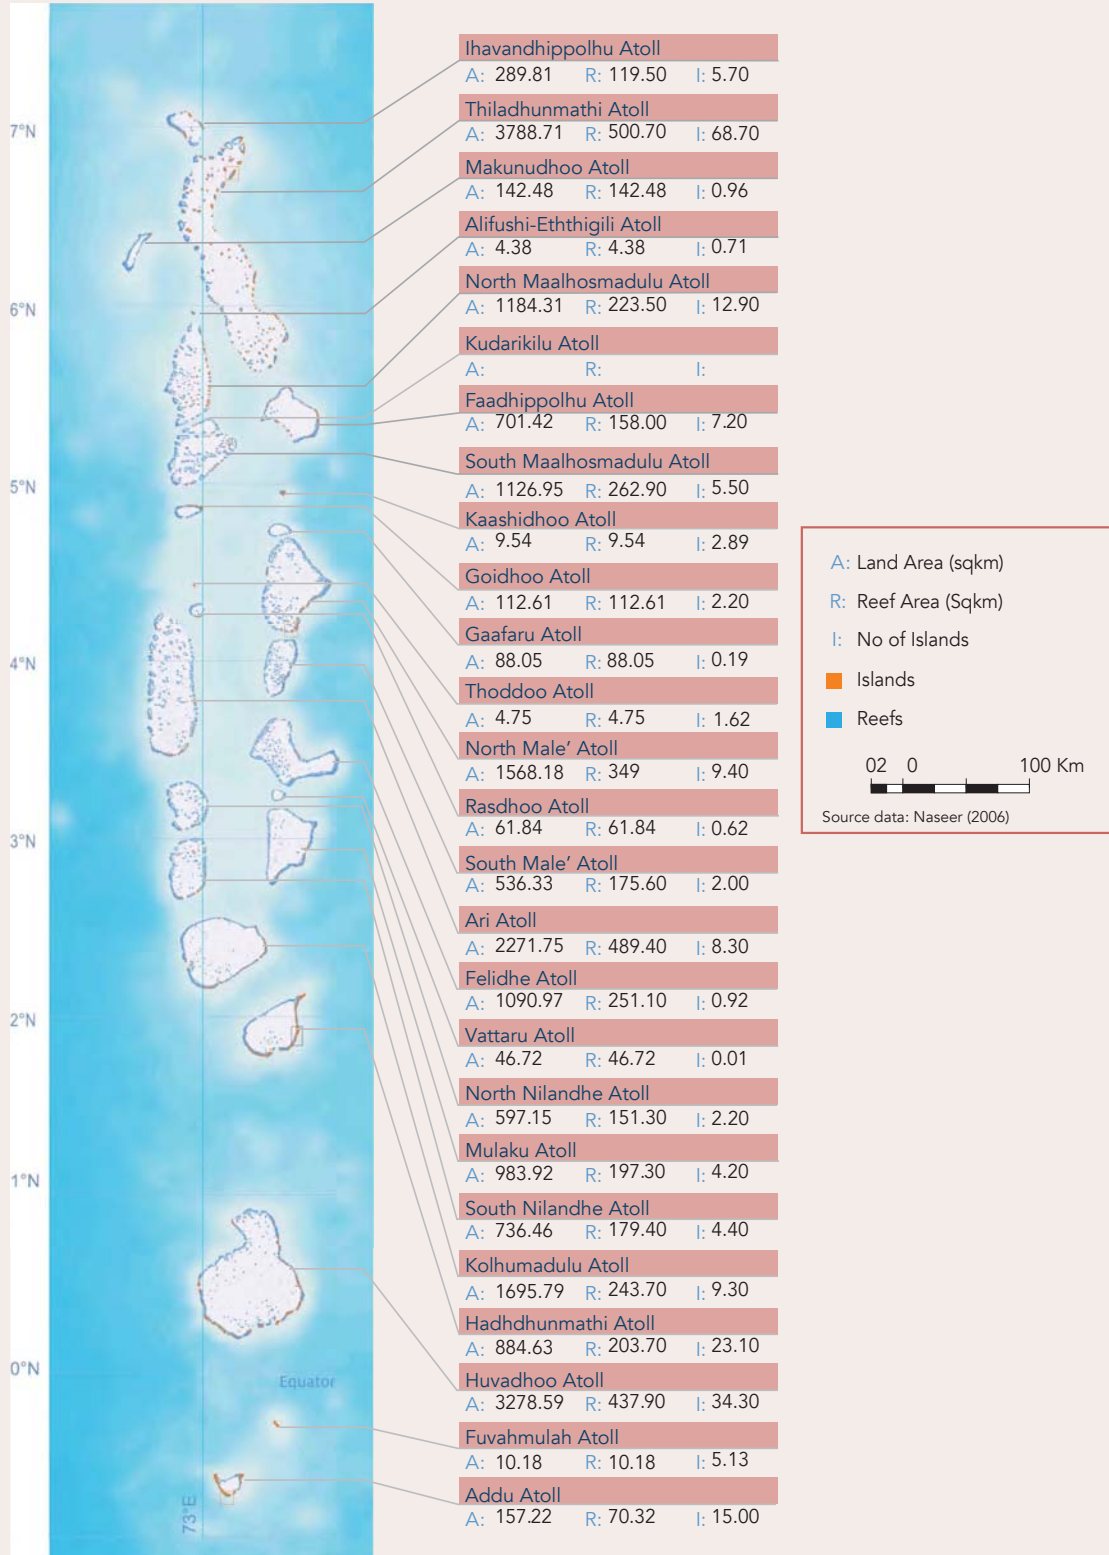 Ihavandhippolhu Atoll
A: 289.81 R: 119.50 I: 5.70
Thiladhunmathi Atoll
A: 3788.71 R: 500.70 I: 68.70
Makunudhoo Atoll
A: 142.48 R: 142.48 I: 0.96
Alifushi-Eththigili Atoll
A: 4.38 R: 4.38 I: 0.71
North Maalhosmadulu Atoll
A: 1184.31 R: 223.50 I: 12.90
Kudarikilu Atoll
A: R: I:
Faadhippolhu Atoll
A: 701.42 R: 158.00 I: 7.20
South Maalhosmadulu Atoll
A: 1126.95 R: 262.90 I: 5.50
Kaashidhoo Atoll
A: 9.54 R: 9.54 I: 2.89
Goidhoo Atoll
A: 112.61 R: 112.61 I: 2.20
Gaafaru Atoll
A: 88.05 R: 88.05 I: 0.19
Thoddoo Atoll
A: 4.75 R: 4.75 I: 1.62
North Male' Atoll
A: 1568.18 R: 349 I: 9.40
Rasdhoo Atoll
A: 61.84 R: 61.84 I: 0.62
South Male' Atoll
A: 536.33 R: 175.60 I: 2.00
Ari Atoll
A: 2271.75 R: 489.40 I: 8.30
Felidhe Atoll
A: 1090.97 R: 251.10 I: 0.92
Vattaru Atoll
A: 46.72 R: 46.72 I: 0.01
North Nilandhe Atoll
A: 597.15 R: 151.30 I: 2.20
Mulaku Atoll
A: 983.92 R: 197.30 I: 4.20
South Nilandhe Atoll
A: 736.46 R: 179.40 I: 4.40
Kolhumadulu Atoll
A: 1695.79 R: 243.70 I: 9.30
Hadhdhunmathi Atoll
A: 884.63 R: 203.70 I: 23.10
Huvadhoo Atoll
A: 3278.59 R: 437.90 I: 34.30
Fuvahmulah Atoll
A: 10.18 R: 10.18 I: 5.13
Addu Atoll
A: 157.22 R: 70.32 I: 15.00
7°N
6°N
5°N
4°N
3°N
2°N
1°N
0°N
Equator
73°E
A: Land Area (sqkm)
R: Reef Area (Sqkm)
I: No of Islands
Islands
Reefs
02 0 100 Km
Source data: Naseer (2006)